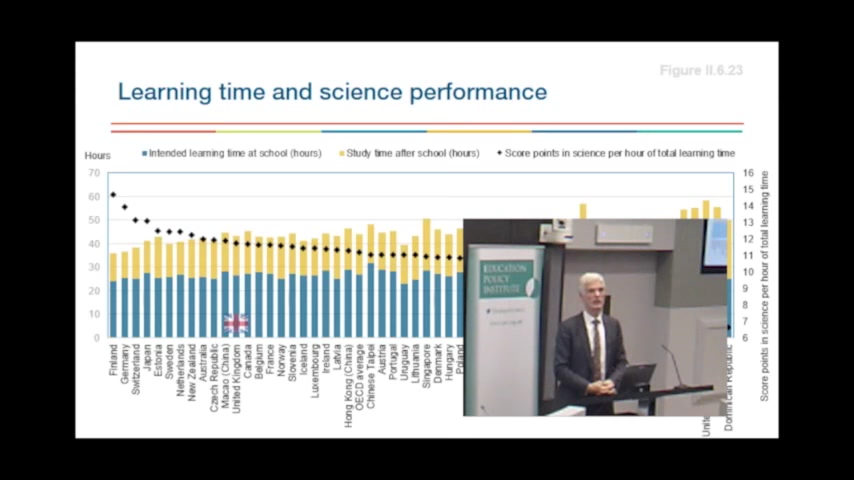 Figure II.6.23
Learning time and science performance
Hours
Intended learning time at school (hours)
Study time after school (hours)
Score points in science per hour of total learning time
70
60
50
40
30
20
10
0
16
15
14
13
12
11
10
9
8
7
6
Score points in science per hour of total learning time
Finland
Germany
Switzerland
Japan
Estonia
Sweden
Netherlands
New Zealand
Australia
Czech Republic
Macao (China)
United Kingdom
Canada
Belgium
France
Norway
Slovenia
Iceland
Luxembourg
Ireland
Latvia
Hong Kong (China)
OECD average
Chinese Taipei
Austria
Portugal
Uruguay
Lithuania
Singapore
Denmark
Hungary
Poland
Dominican Republic
EDUCATION
POLICY
INSTITUTE